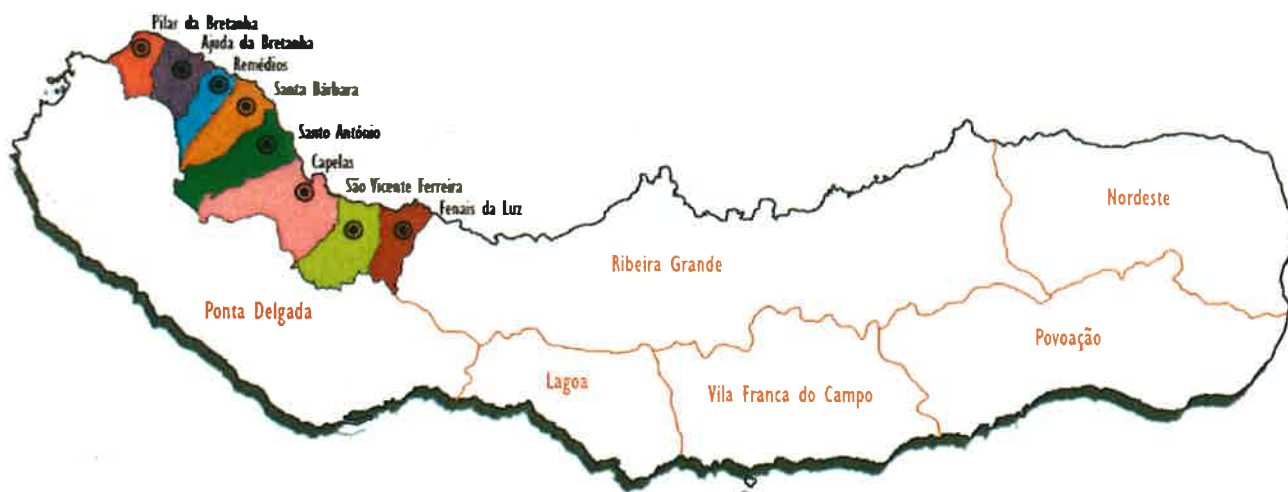 Pilar da Bretanha
Ajuda da Bretanha
Remédios
Santa Bárbara
Santo António
Capelas
São Vicente Ferreira
Fenais da Luz
Nordeste
Ribeira Grande
Ponta Delgada
Povoação
Lagoa
Vila Franca do Campo